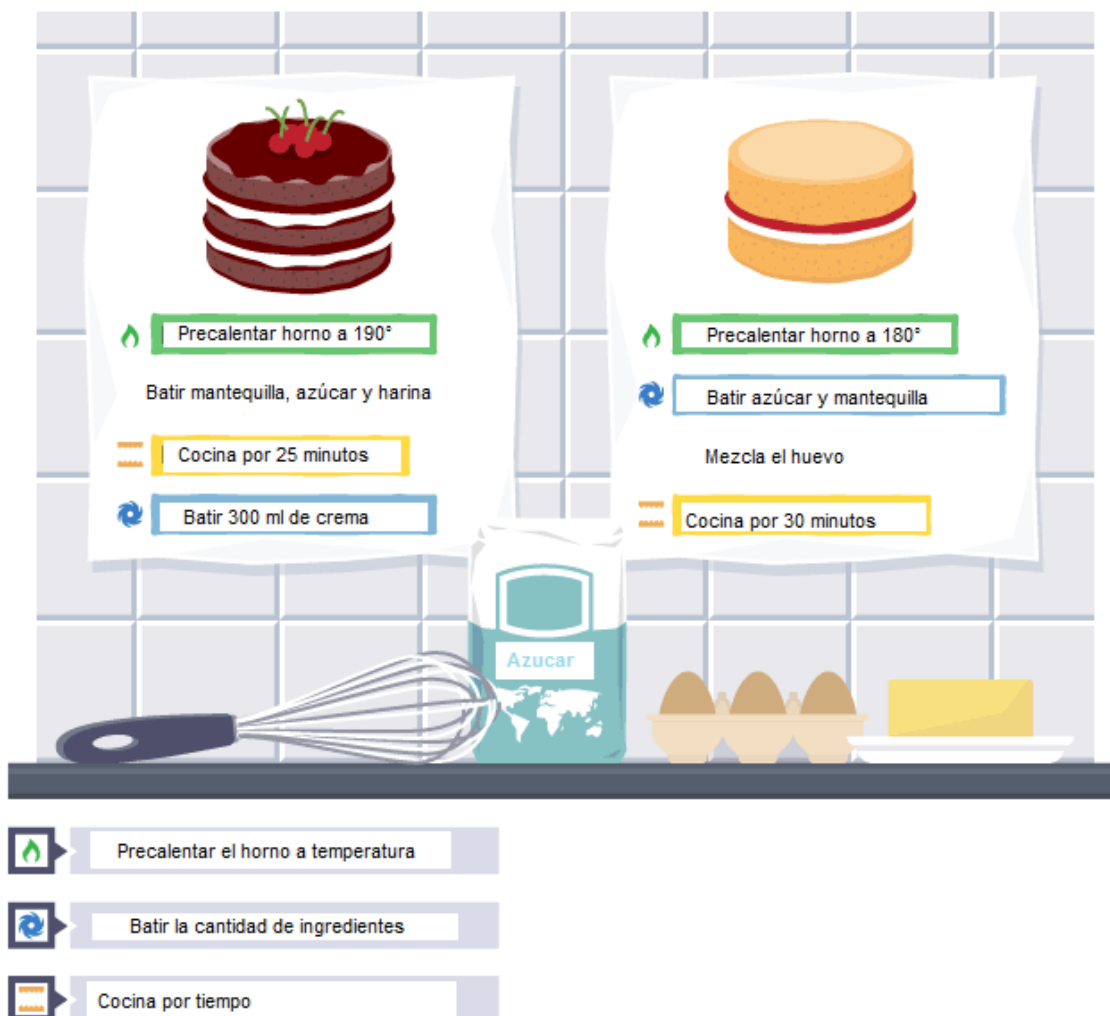 Precalentar horno a 190°
Batir mantequilla, azúcar y harina
Cocina por 25 minutos
Batir 300 ml de crema
Precalentar horno a 180°
Batir azúcar y mantequilla
Mezcla el huevo
Cocina por 30 minutos
Azucar
Precalentar el horno a temperatura
Batir la cantidad de ingredientes
Cocina por tiempo